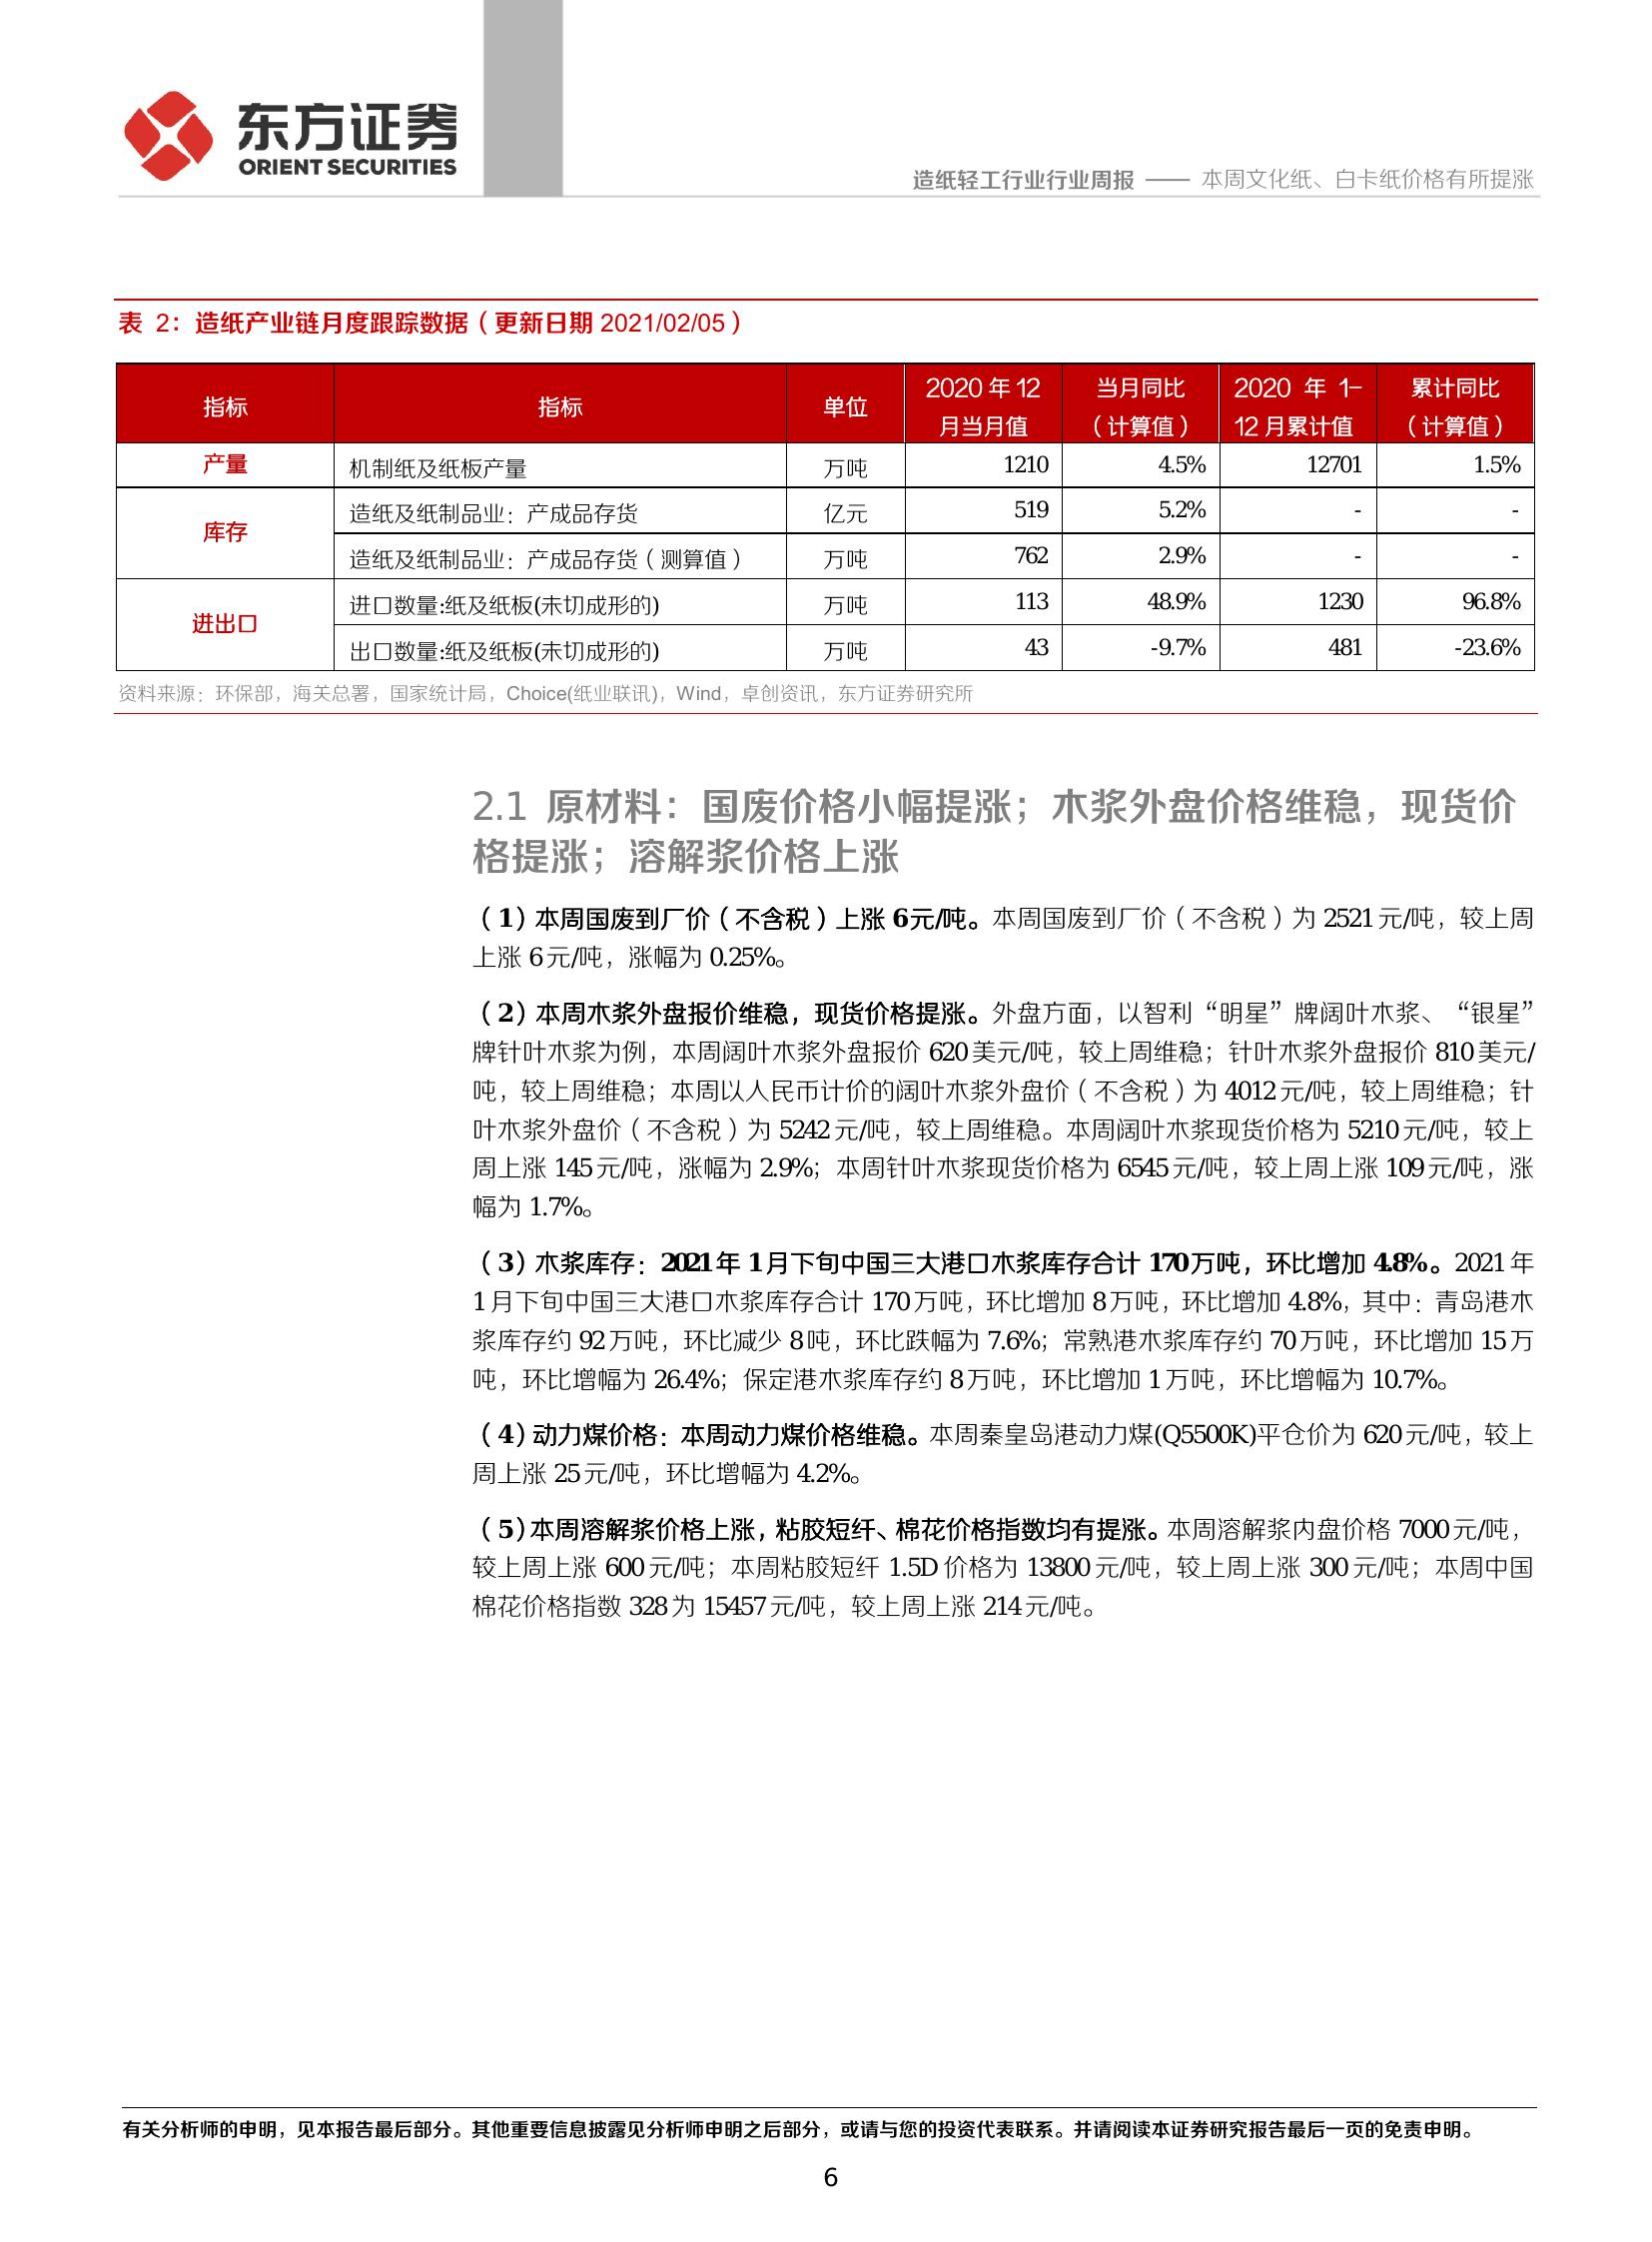 东方证券
ORIENT SECURITIES
造纸轻工行业行业周报 —— 本周文化纸、白卡纸价格有所提涨
表 2：造纸产业链月度跟踪数据（更新日期 2021/02/05）
指标 指标 单位 2020 年 12 月当月值 当月同比（计算值） 2020 年 1-12 月累计值 累计同比（计算值）
产量 机制纸及纸板产量 万吨 1210 4.5% 12701 1.5%
库存 造纸及纸制品业：产成品存货 亿元 519 5.2% - -
造纸及纸制品业：产成品存货（测算值） 万吨 762 2.9% - -
进出口 进口数量:纸及纸板(未切成形的) 万吨 113 48.9% 1230 96.8%
出口数量:纸及纸板(未切成形的) 万吨 43 -9.7% 481 -23.6%
资料来源：环保部，海关总署，国家统计局，Choice(纸业联讯)，Wind，卓创资讯，东方证券研究所
2.1 原材料：国废价格小幅提涨；木浆外盘价格维稳，现货价
格提涨；溶解浆价格上涨
（1）本周国废到厂价（不含税）上涨 6 元/吨。本周国废到厂价（不含税）为 2521 元/吨，较上周
上涨 6 元/吨，涨幅为 0.25%。
（2）本周木浆外盘报价维稳，现货价格提涨。外盘方面，以智利“明星”牌阔叶木浆、“银星”
牌针叶木浆为例，本周阔叶木浆外盘报价 620 美元/吨，较上周维稳；针叶木浆外盘报价 810 美元/
吨，较上周维稳；本周以人民币计价的阔叶木浆外盘价（不含税）为 4012 元/吨，较上周维稳；针
叶木浆外盘价（不含税）为 5242 元/吨，较上周维稳。本周阔叶木浆现货价格为 5210 元/吨，较上
周上涨 145 元/吨，涨幅为 2.9%；本周针叶木浆现货价格为 6545 元/吨，较上周上涨 109 元/吨，涨
幅为 1.7%。
（3）木浆库存：2021 年 1 月下旬中国三大港口木浆库存合计 170 万吨，环比增加 4.8%。2021 年
1 月下旬中国三大港口木浆库存合计 170 万吨，环比增加 8 万吨，环比增加 4.8%，其中：青岛港木
浆库存约 92 万吨，环比减少 8 吨，环比跌幅为 7.6%；常熟港木浆库存约 70 万吨，环比增加 15 万
吨，环比增幅为 26.4%；保定港木浆库存约 8 万吨，环比增加 1 万吨，环比增幅为 10.7%。
（4）动力煤价格：本周动力煤价格维稳。本周秦皇岛港动力煤(Q5500K)平仓价为 620 元/吨，较上
周上涨 25 元/吨，环比增幅为 4.2%。
（5）本周溶解浆价格上涨，粘胶短纤、棉花价格指数均有提涨。本周溶解浆内盘价格 7000 元/吨，
较上周上涨 600 元/吨；本周粘胶短纤 1.5D 价格为 13800 元/吨，较上周上涨 300 元/吨；本周中国
棉花价格指数 328 为 15457 元/吨，较上周上涨 214 元/吨。
有关分析师的申明，见本报告最后部分。其他重要信息披露见分析师申明之后部分，或请与您的投资代表联系。并请阅读本证券研究报告最后一页的免责申明。
6